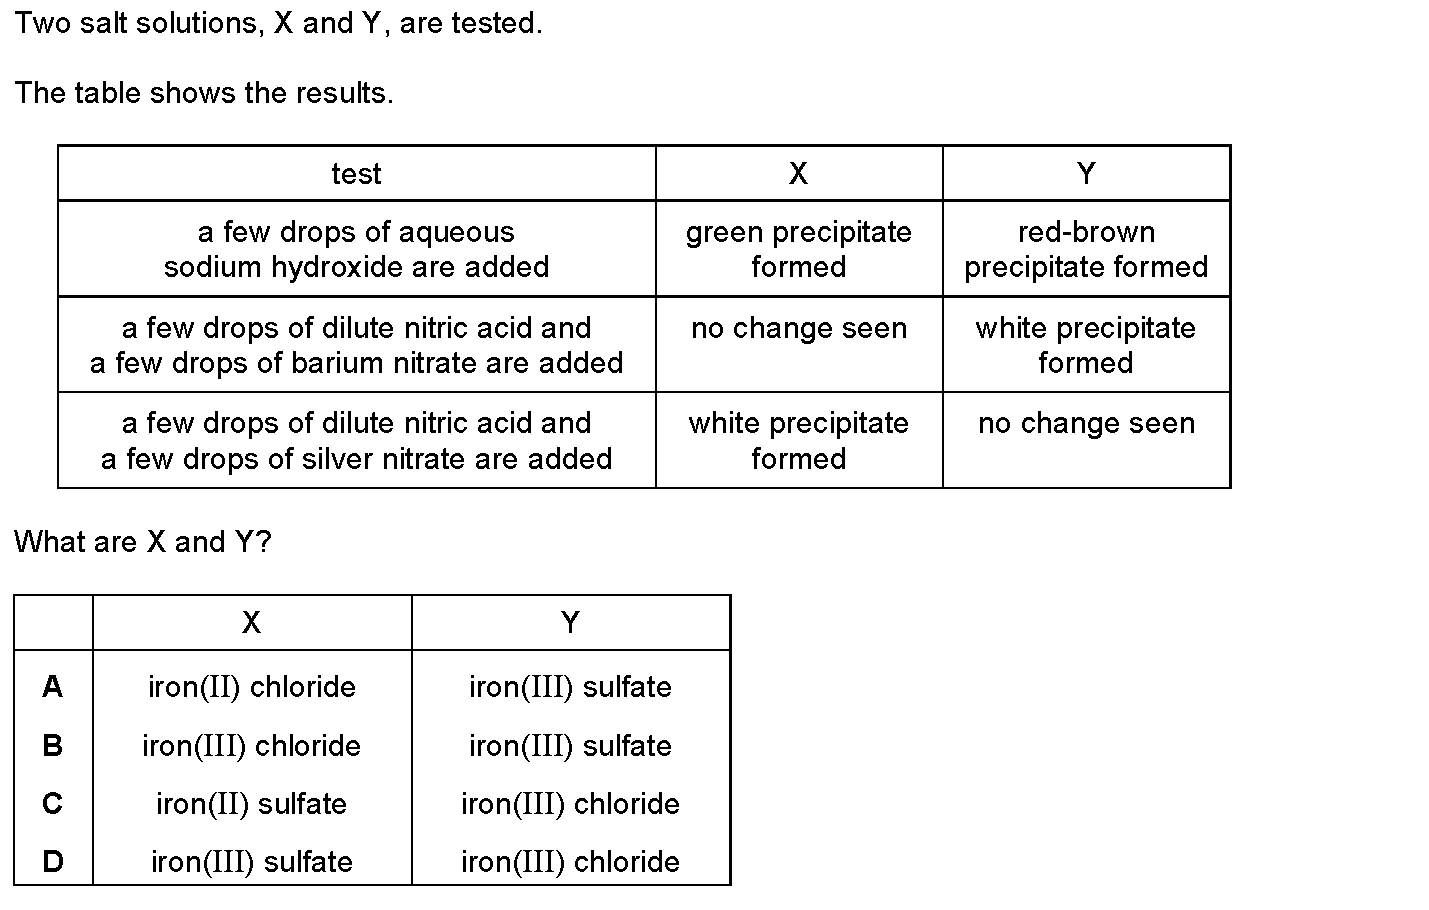 Two salt solutions, X and Y, are tested.
The table shows the results.
test X Y
a few drops of aqueous green precipitate red-brown
sodium hydroxide are added formed precipitate formed
a few drops of dilute nitric acid and no change seen white precipitate
a few drops of barium nitrate are added formed
a few drops of dilute nitric acid and white precipitate no change seen
a few drops of silver nitrate are added formed
What are X and Y?
X Y
A iron(II) chloride iron(III) sulfate
B iron(III) chloride iron(III) sulfate
C iron(II) sulfate iron(III) chloride
D iron(III) sulfate iron(III) chloride